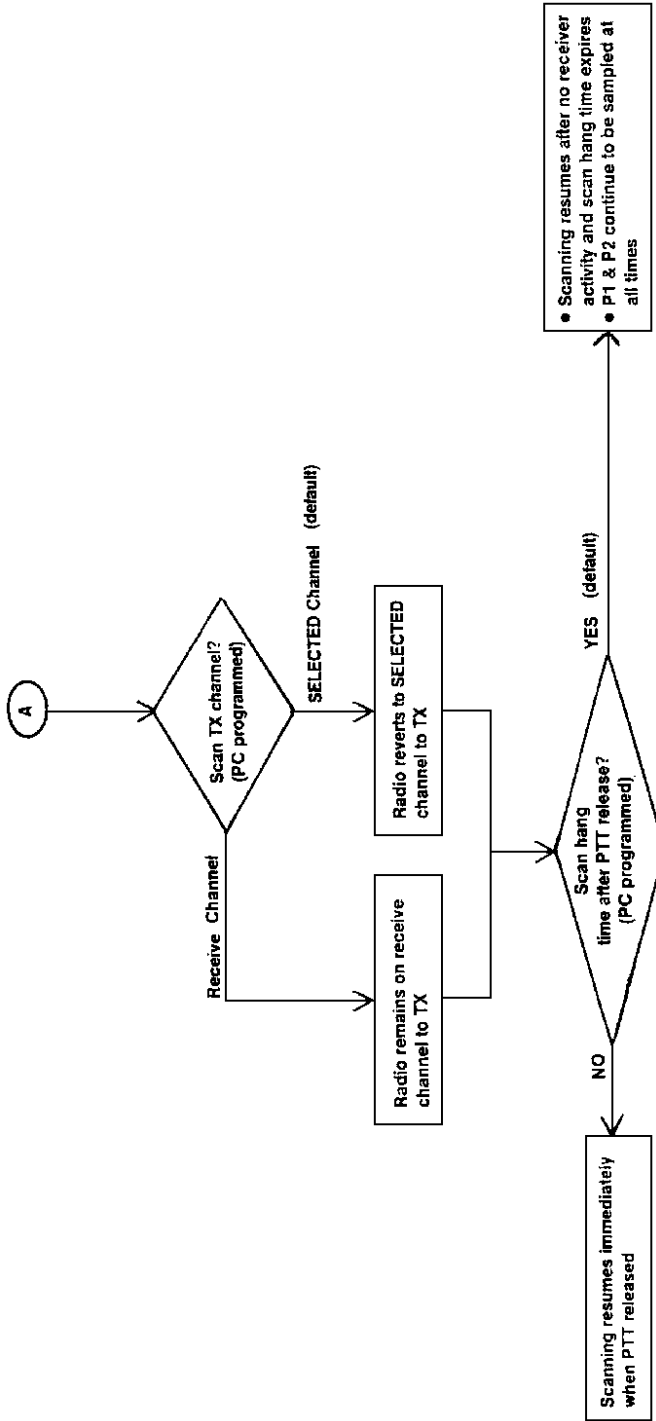 A
Scan TX channel?
(PC programmed)
Receive Channel
SELECTED Channel (default)
Radio remains on receive
channel to TX
Radio reverts to SELECTED
channel to TX
Scan hang
time after PTT release?
(PC programmed)
NO
YES (default)
Scanning resumes immediately
when PTT released
● Scanning resumes after no receiver
activity and scan hang time expires
● P1 & P2 continue to be sampled at
all times